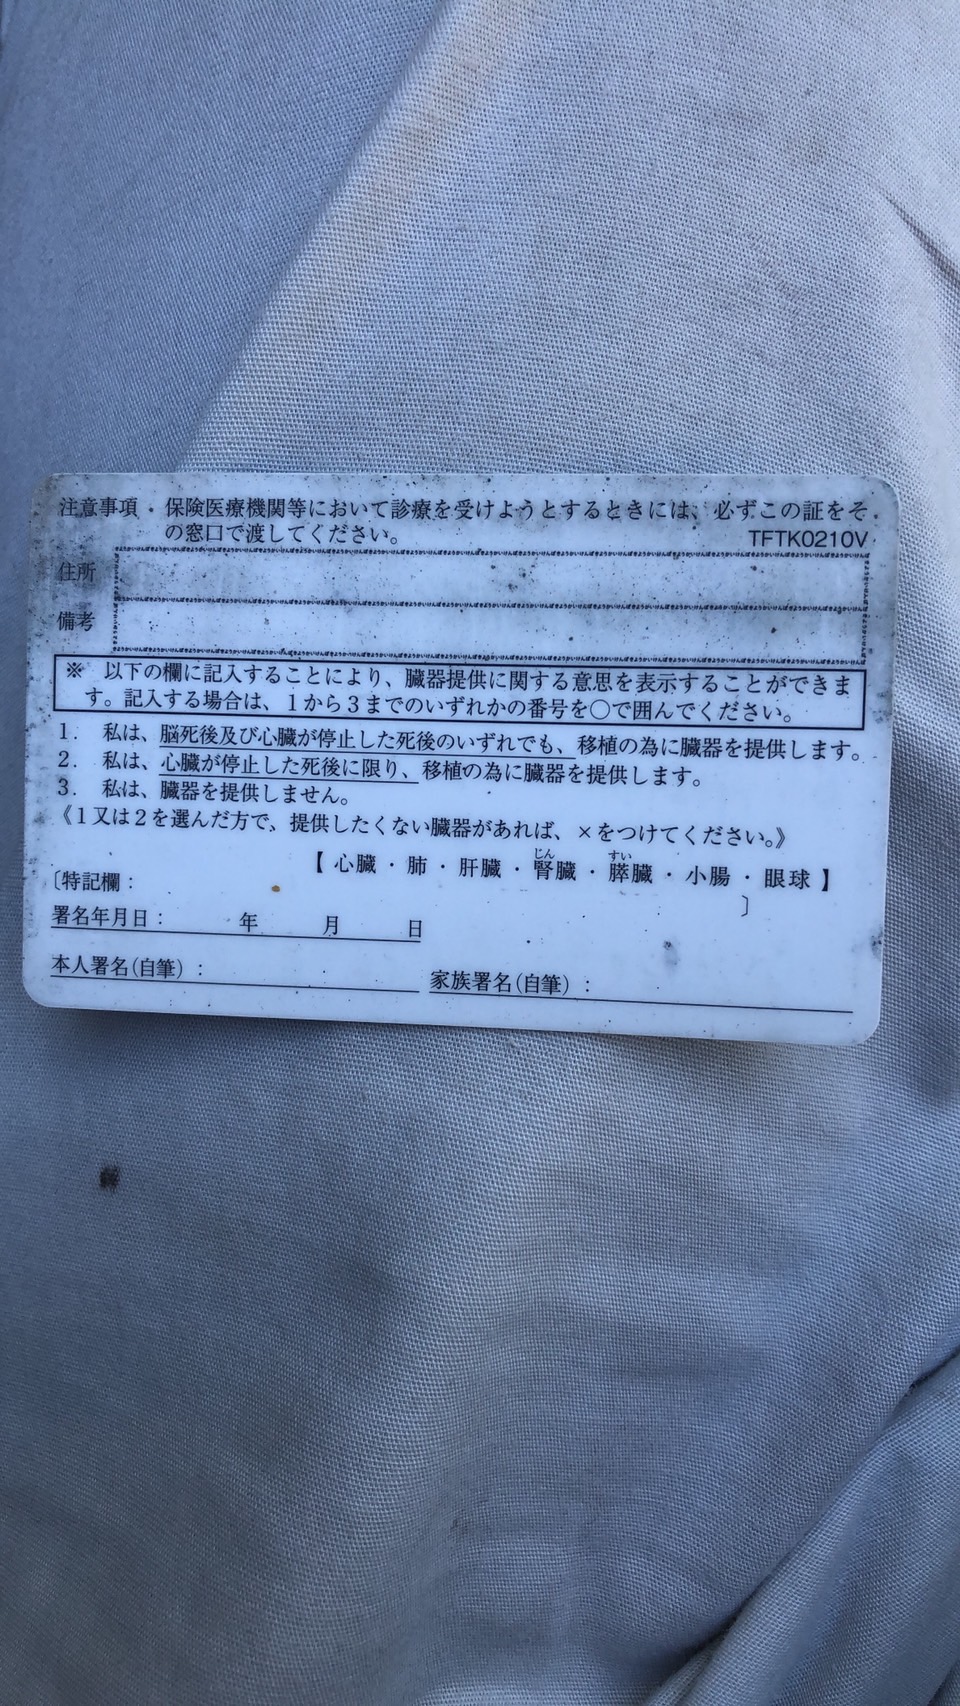 注意事項・保険医療機関等において診療を受けようとするときには、必ずこの証をそ
の窓口で渡してください。
TFTK0210V
住所
備考
※ 以下の欄に記入することにより、臓器提供に関する意思を表示することができま
す。記入する場合は、1から3までのいずれかの番号を○で囲んでください。
1. 私は、脳死後及び心臓が停止した死後のいずれでも、移植の為に臓器を提供します。
2. 私は、心臓が停止した死後に限り、移植の為に臓器を提供します。
3. 私は、臓器を提供しません。
《1又は2を選んだ方で、提供したくない臓器があれば、×をつけてください。》
じん すい
【 心臓・肺・肝臓・腎臓・膵臓・小腸・眼球 】
〔特記欄： 〕
署名年月日： 年 月 日
本人署名(自筆)： 家族署名(自筆)：